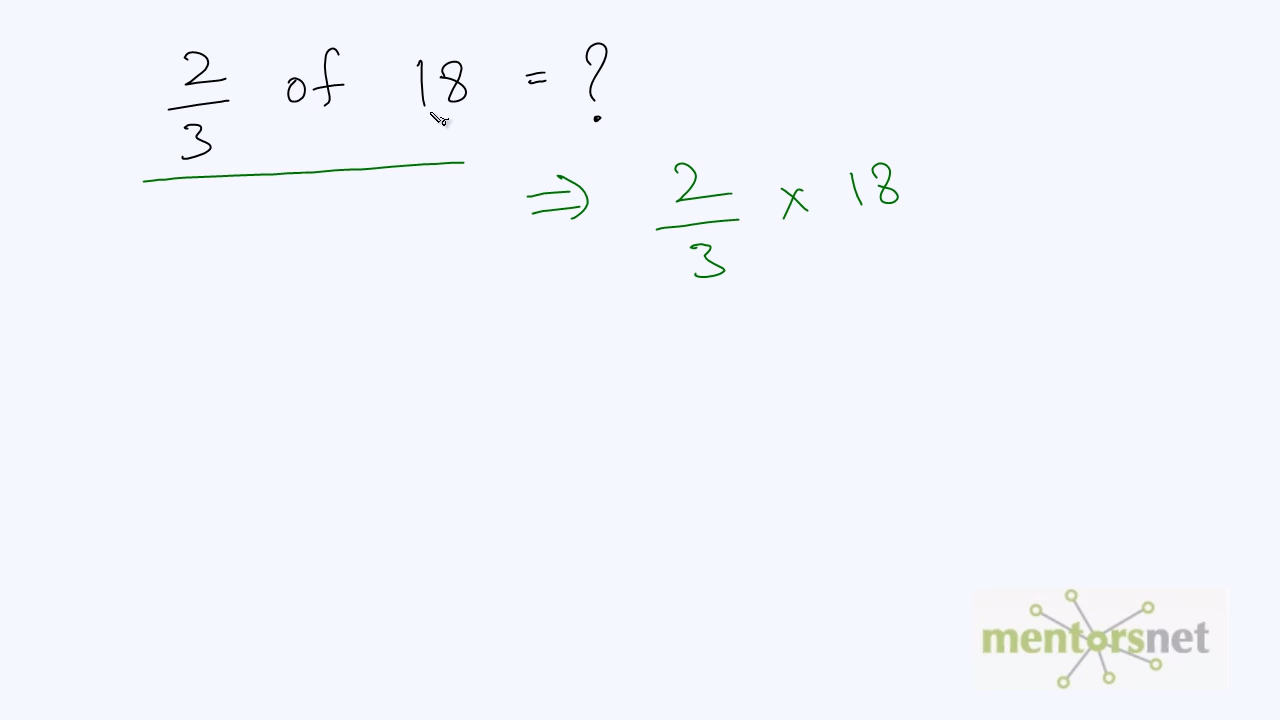 2/3 of 18 = ?
⇒ 2/3 × 18
mentorsnet